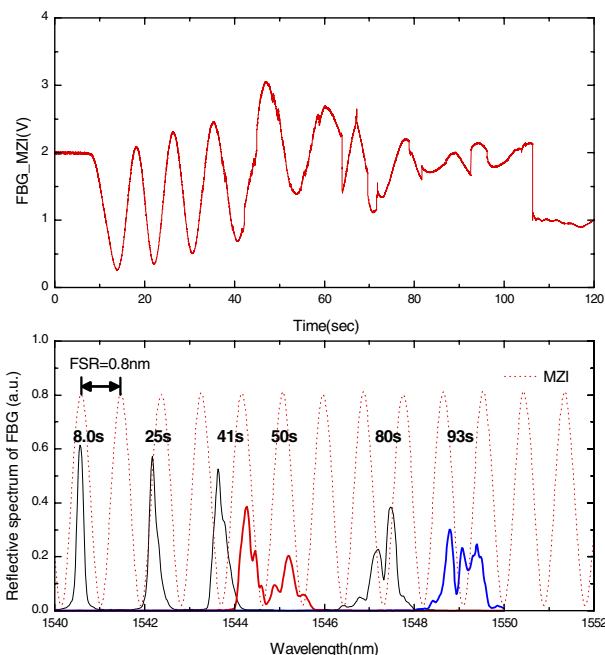 4
3
2
1
0
FBG_MZI(V)
0 20 40 60 80 100 120
Time(sec)
1.0
0.8
0.6
0.4
0.2
0.0
Reflective spectrum of FBG (a.u.)
FSR=0.8nm
MZI
8.0s 25s 41s 50s 80s 93s
1540 1542 1544 1546 1548 1550 1552
Wavelength(nm)